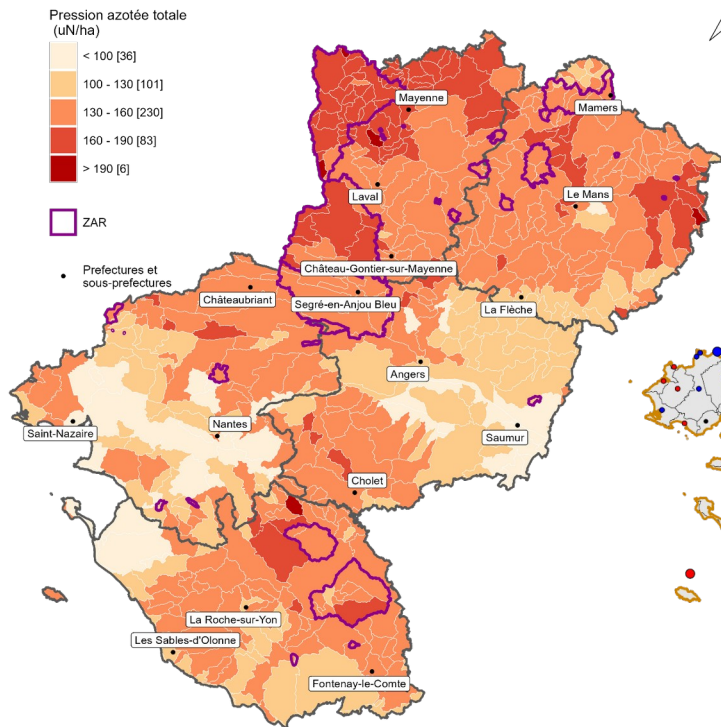 Pression azotée totale
(uN/ha)
< 100 [36]
100 - 130 [101]
130 - 160 [230]
160 - 190 [83]
> 190 [6]
ZAR
Prefectures et
sous-prefectures
Mayenne
Mamers
Laval
Le Mans
Château-Gontier-sur-Mayenne
Châteaubriant
Segré-en-Anjou Bleu
La Flèche
Angers
Saint-Nazaire
Nantes
Saumur
Cholet
La Roche-sur-Yon
Les Sables-d'Olonne
Fontenay-le-Comte